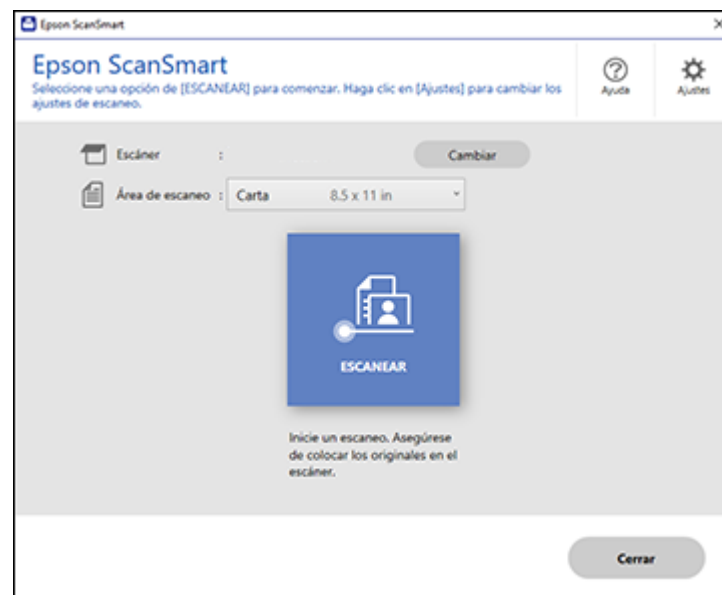 Epson ScanSmart
Epson ScanSmart
Seleccione una opción de [ESCANEAR] para comenzar. Haga clic en [Ajustes] para cambiar los
ajustes de escaneo.
Ayuda
Ajustes
Escáner :
Cambiar
Área de escaneo : Carta 8.5 x 11 in
ESCANEAR
Inicie un escaneo. Asegúrese
de colocar los originales en el
escáner.
Cerrar